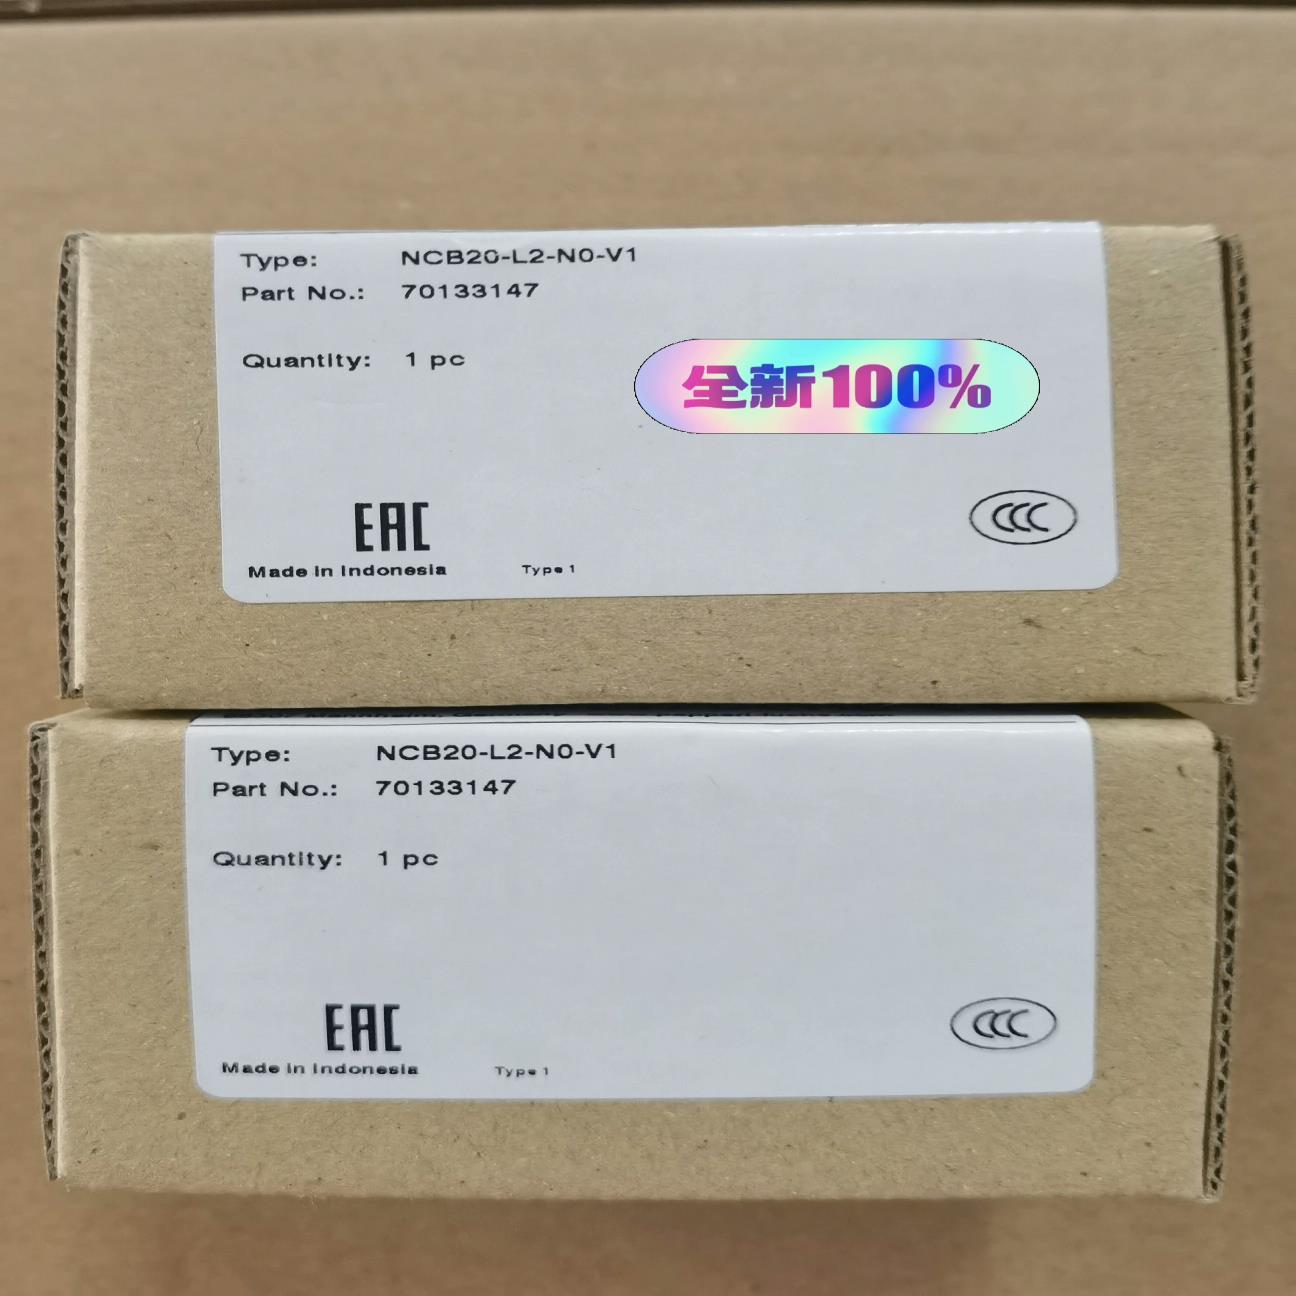 Type: NCB20-L2-N0-V1
Part No.: 70133147
Quantity: 1 pc
全新100%
EAC
CCC
Made in Indonesia Type 1
Type: NCB20-L2-N0-V1
Part No.: 70133147
Quantity: 1 pc
EAC
CCC
Made in Indonesia Type 1